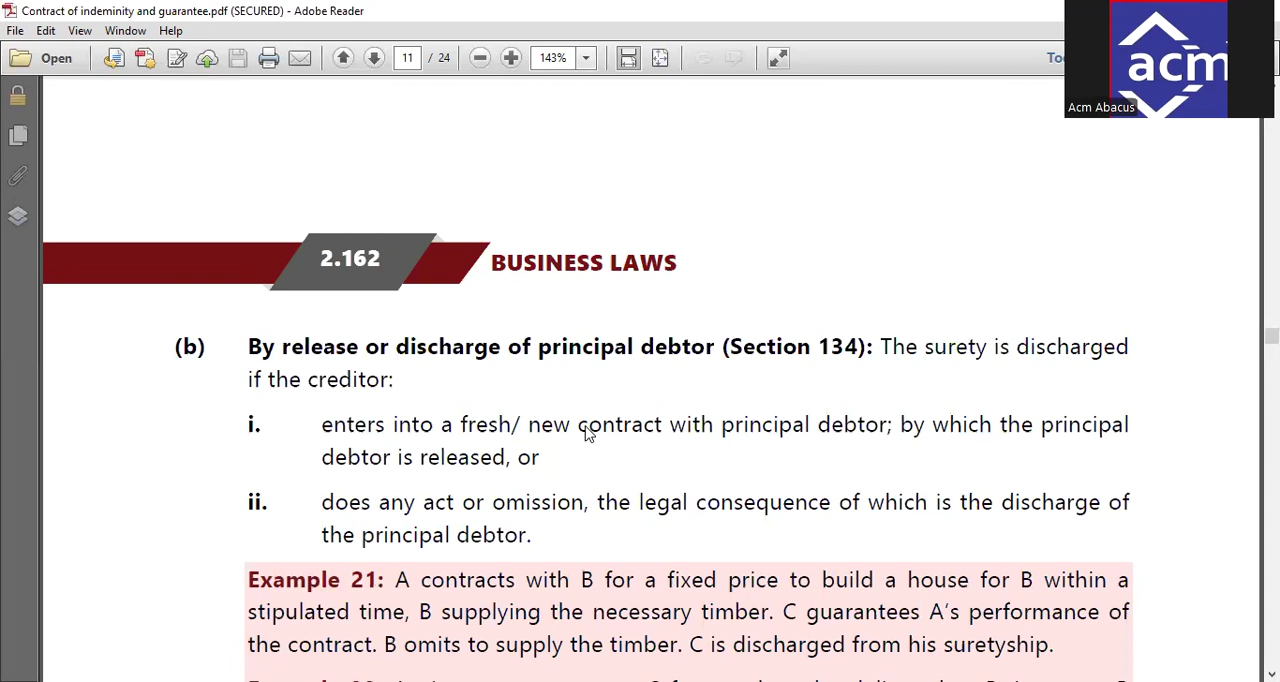 Contract of indeminity and guarantee.pdf (SECURED) - Adobe Reader
File Edit View Window Help
Open 11 / 24 143%
acm
Acm Abacus
2.162 BUSINESS LAWS
(b) By release or discharge of principal debtor (Section 134): The surety is discharged
if the creditor:
i. enters into a fresh/ new contract with principal debtor; by which the principal
debtor is released, or
ii. does any act or omission, the legal consequence of which is the discharge of
the principal debtor.
Example 21: A contracts with B for a fixed price to build a house for B within a
stipulated time, B supplying the necessary timber. C guarantees A's performance of
the contract. B omits to supply the timber. C is discharged from his suretyship.